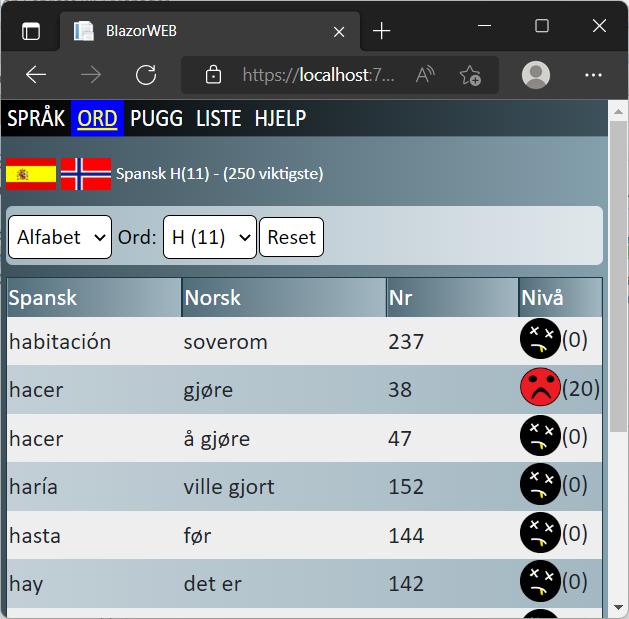 BlazorWEB
https://localhost:7...
SPRÅK ORD PUGG LISTE HJELP
Spansk H(11) - (250 viktigste)
Alfabet Ord: H (11) Reset
Spansk Norsk Nr Nivå
habitación soverom 237 (0)
hacer gjøre 38 (20)
hacer å gjøre 47 (0)
haría ville gjort 152 (0)
hasta før 144 (0)
hay det er 142 (0)